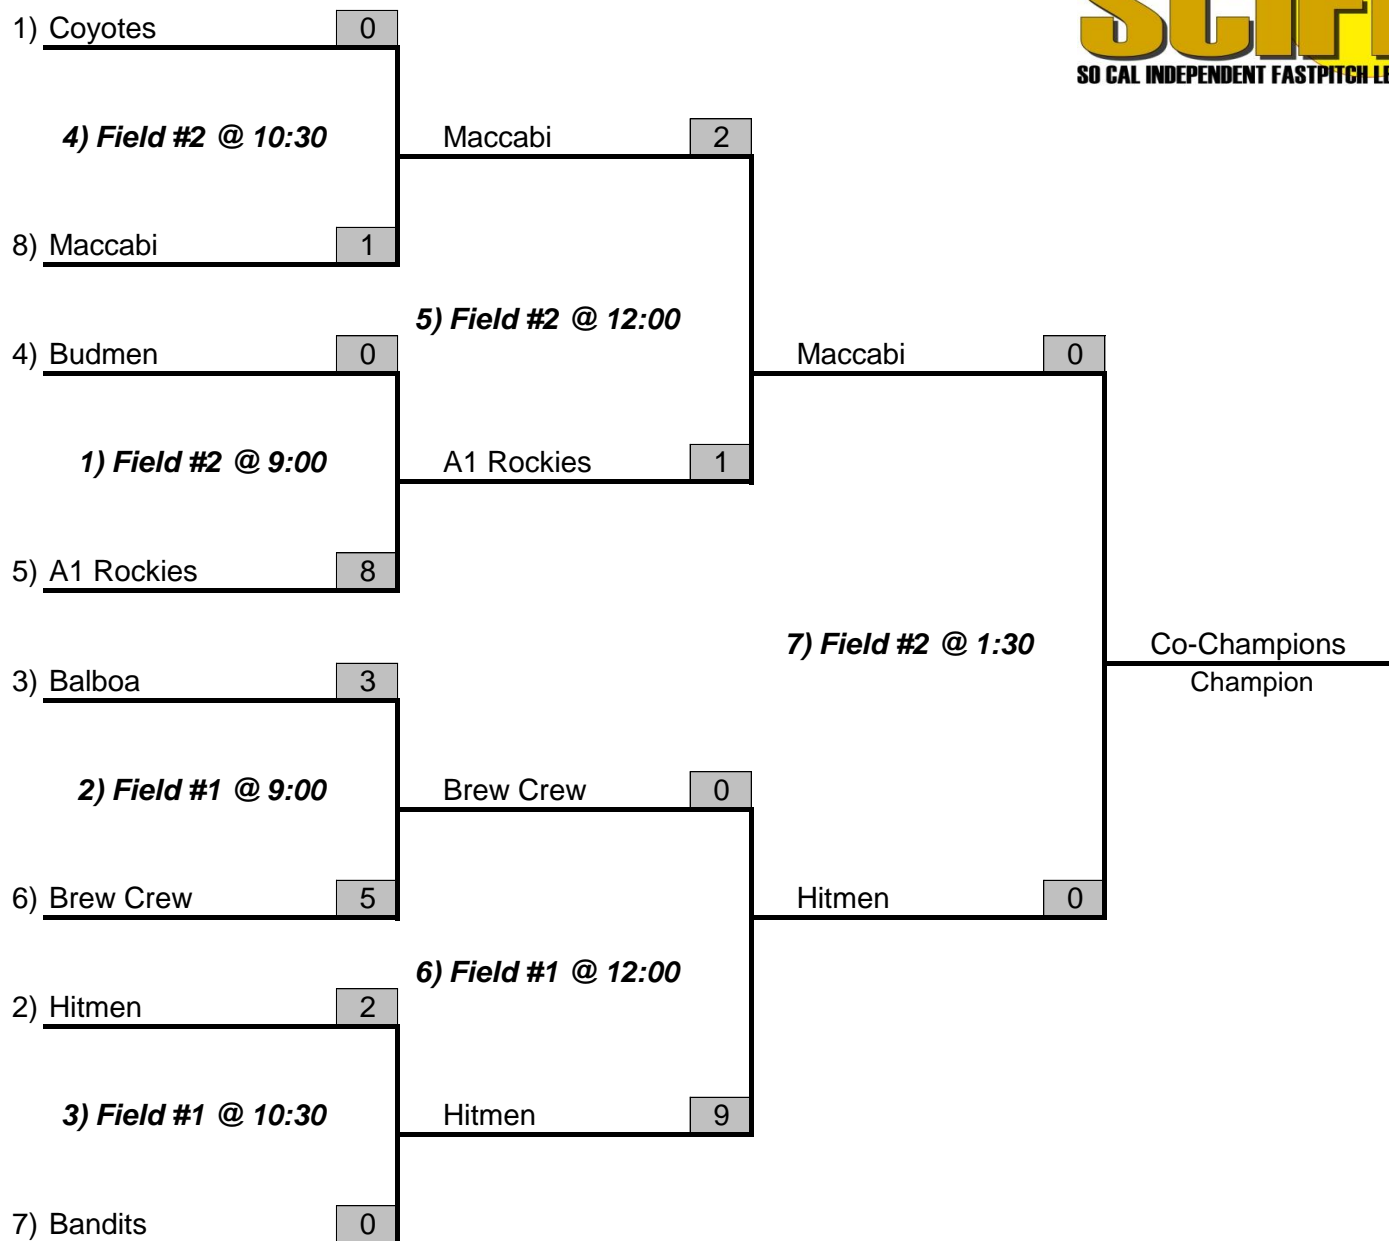 1) Coyotes 0
SO CAL INDEPENDENT FASTPITCH
4) Field #2 @ 10:30
Maccabi 2
8) Maccabi 1
5) Field #2 @ 12:00
4) Budmen 0
Maccabi 0
1) Field #2 @ 9:00
A1 Rockies 1
5) A1 Rockies 8
7) Field #2 @ 1:30
Co-Champions
Champion
3) Balboa 3
2) Field #1 @ 9:00
Brew Crew 0
6) Brew Crew 5
Hitmen 0
6) Field #1 @ 12:00
2) Hitmen 2
3) Field #1 @ 10:30
Hitmen 9
7) Bandits 0